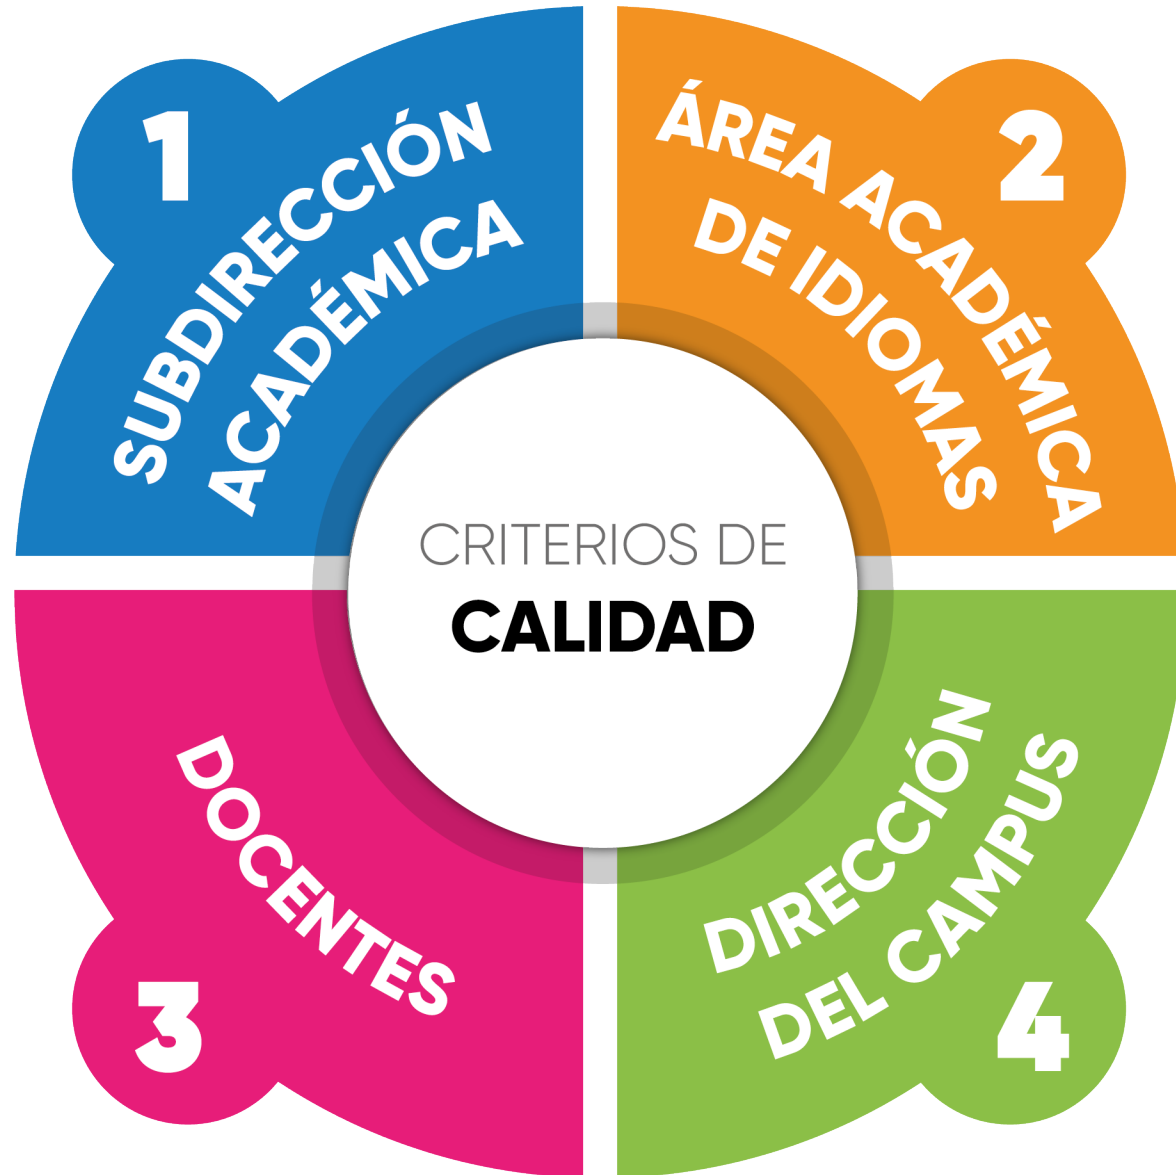 1
SUBDIRECCIÓN
ACADÉMICA
2
ÁREA ACADÉMICA
DE IDIOMAS
CRITERIOS DE
CALIDAD
3
DOCENTES
4
DIRECCIÓN
DEL CAMPUS